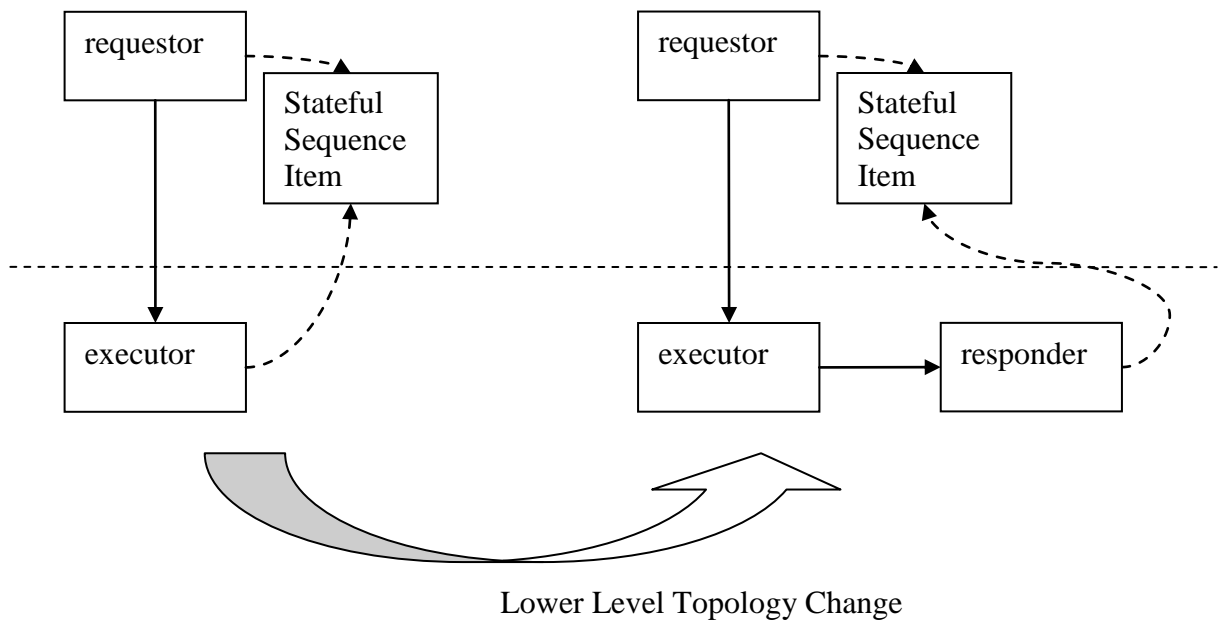 requestor
Stateful
Sequence
Item
executor
requestor
Stateful
Sequence
Item
executor
responder
Lower Level Topology Change